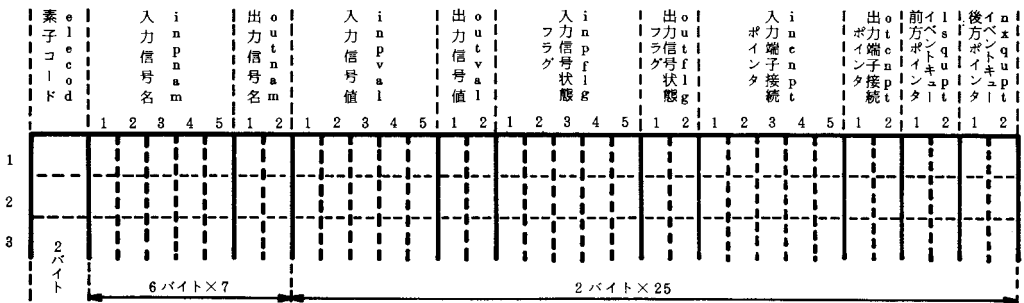 elecod
素子コード
inpnam
入力信号名
outnam
出力信号名
inpval
入力信号値
outval
出力信号値
inpflg
入力信号状態
フラグ
outflg
出力信号状態
フラグ
incnpt
入力端子接続
ポインタ
otcnpt
出力端子接続
ポインタ
lsqupt
イベントキュー
前方ポインタ
nxqupt
イベントキュー
後方ポインタ
1 2 3 4 5 1 2 1 2 3 4 5 1 2 1 2 3 4 5 1 2 1 2 3 4 5 1 2 1 2 1 2
1
2
3
2バイト
6バイト×7
2バイト×25